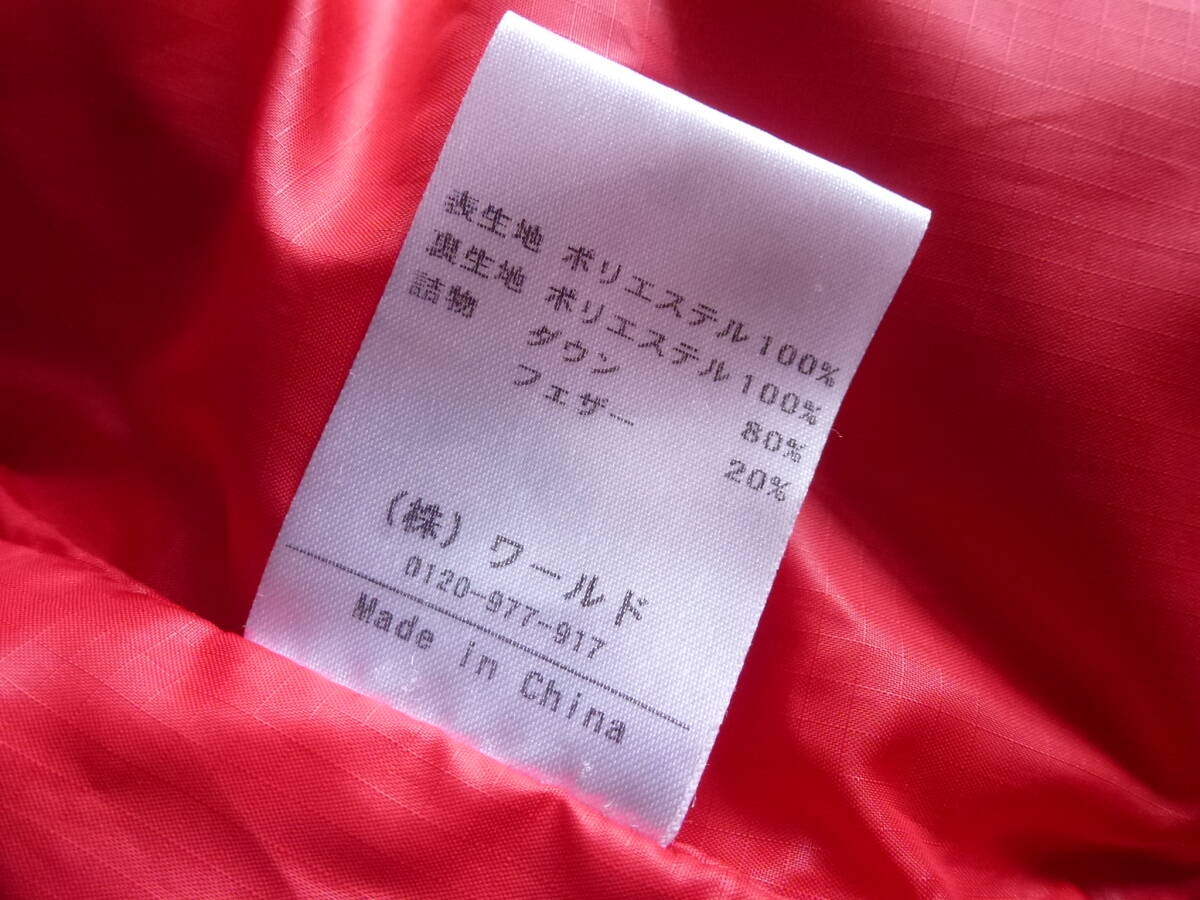 表生地 ポリエステル100%
裏生地 ポリエステル100%
詰物 ダウン 80%
フェザー 20%
(株) ワールド
0120-977-917
Made in China